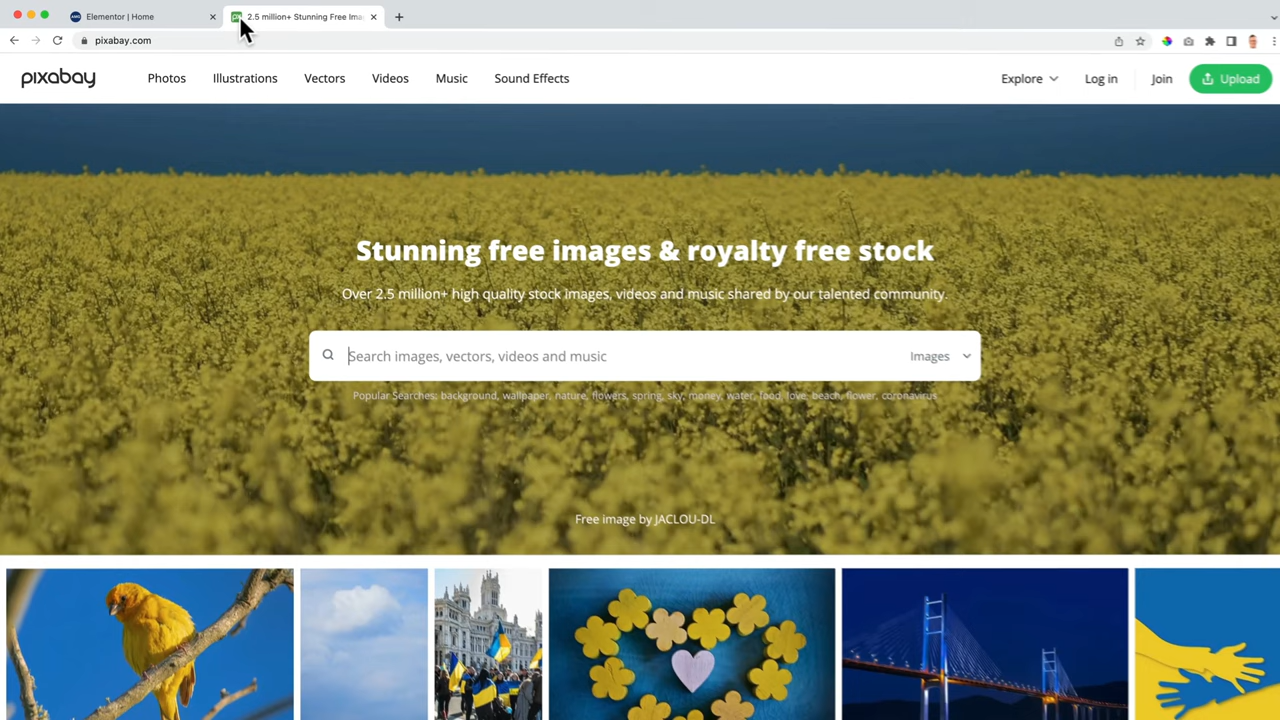 Elementor | Home
2.5 million+ Stunning Free Ima
pixabay.com
pixabay
Photos
Illustrations
Vectors
Videos
Music
Sound Effects
Explore
Log in
Join
Upload
Stunning free images & royalty free stock
Over 2.5 million+ high quality stock images, videos and music shared by our talented community.
Search images, vectors, videos and music
Images
Popular Searches: background, wallpaper, nature, flowers, spring, sky, money, water, food, love, beach, flower, coronavirus
Free image by JACLOU-DL